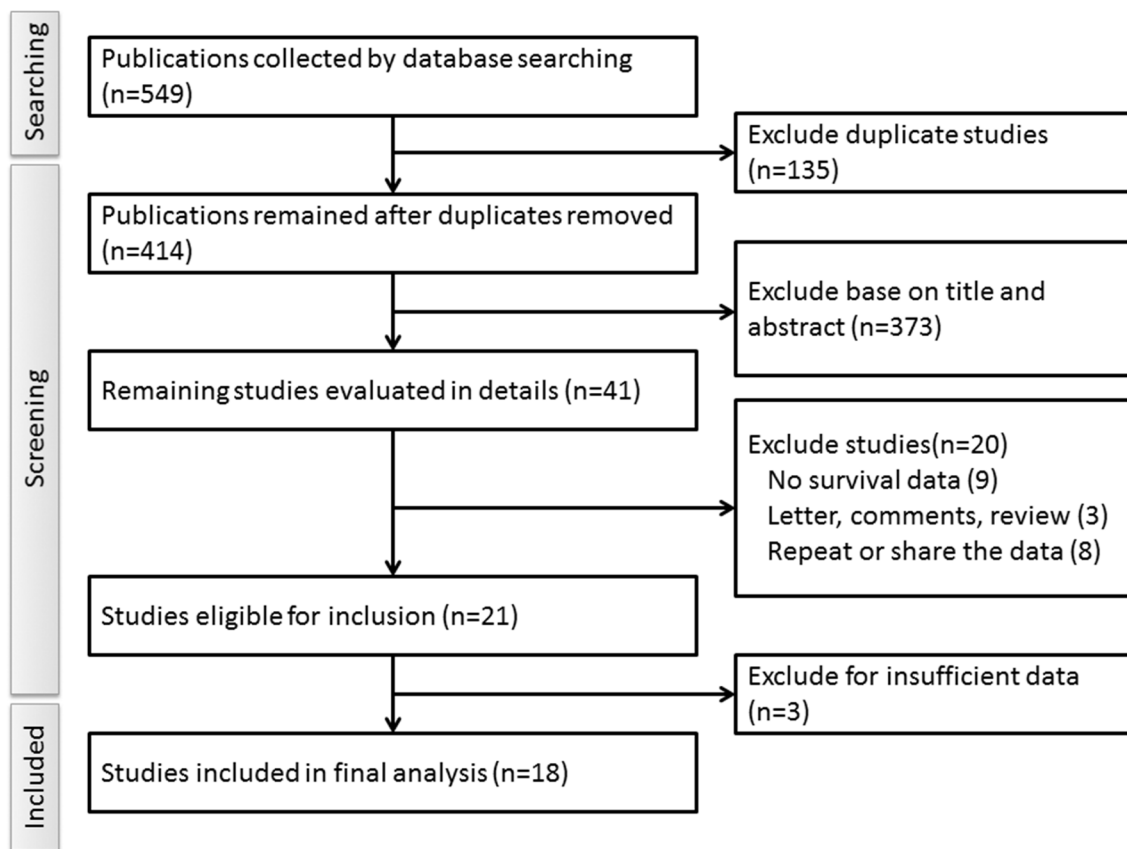 Searching
Publications collected by database searching
(n=549)
Exclude duplicate studies
(n=135)
Screening
Publications remained after duplicates removed
(n=414)
Exclude base on title and
abstract (n=373)
Remaining studies evaluated in details (n=41)
Exclude studies(n=20)
No survival data (9)
Letter, comments, review (3)
Repeat or share the data (8)
Studies eligible for inclusion (n=21)
Exclude for insufficient data
(n=3)
Included
Studies included in final analysis (n=18)